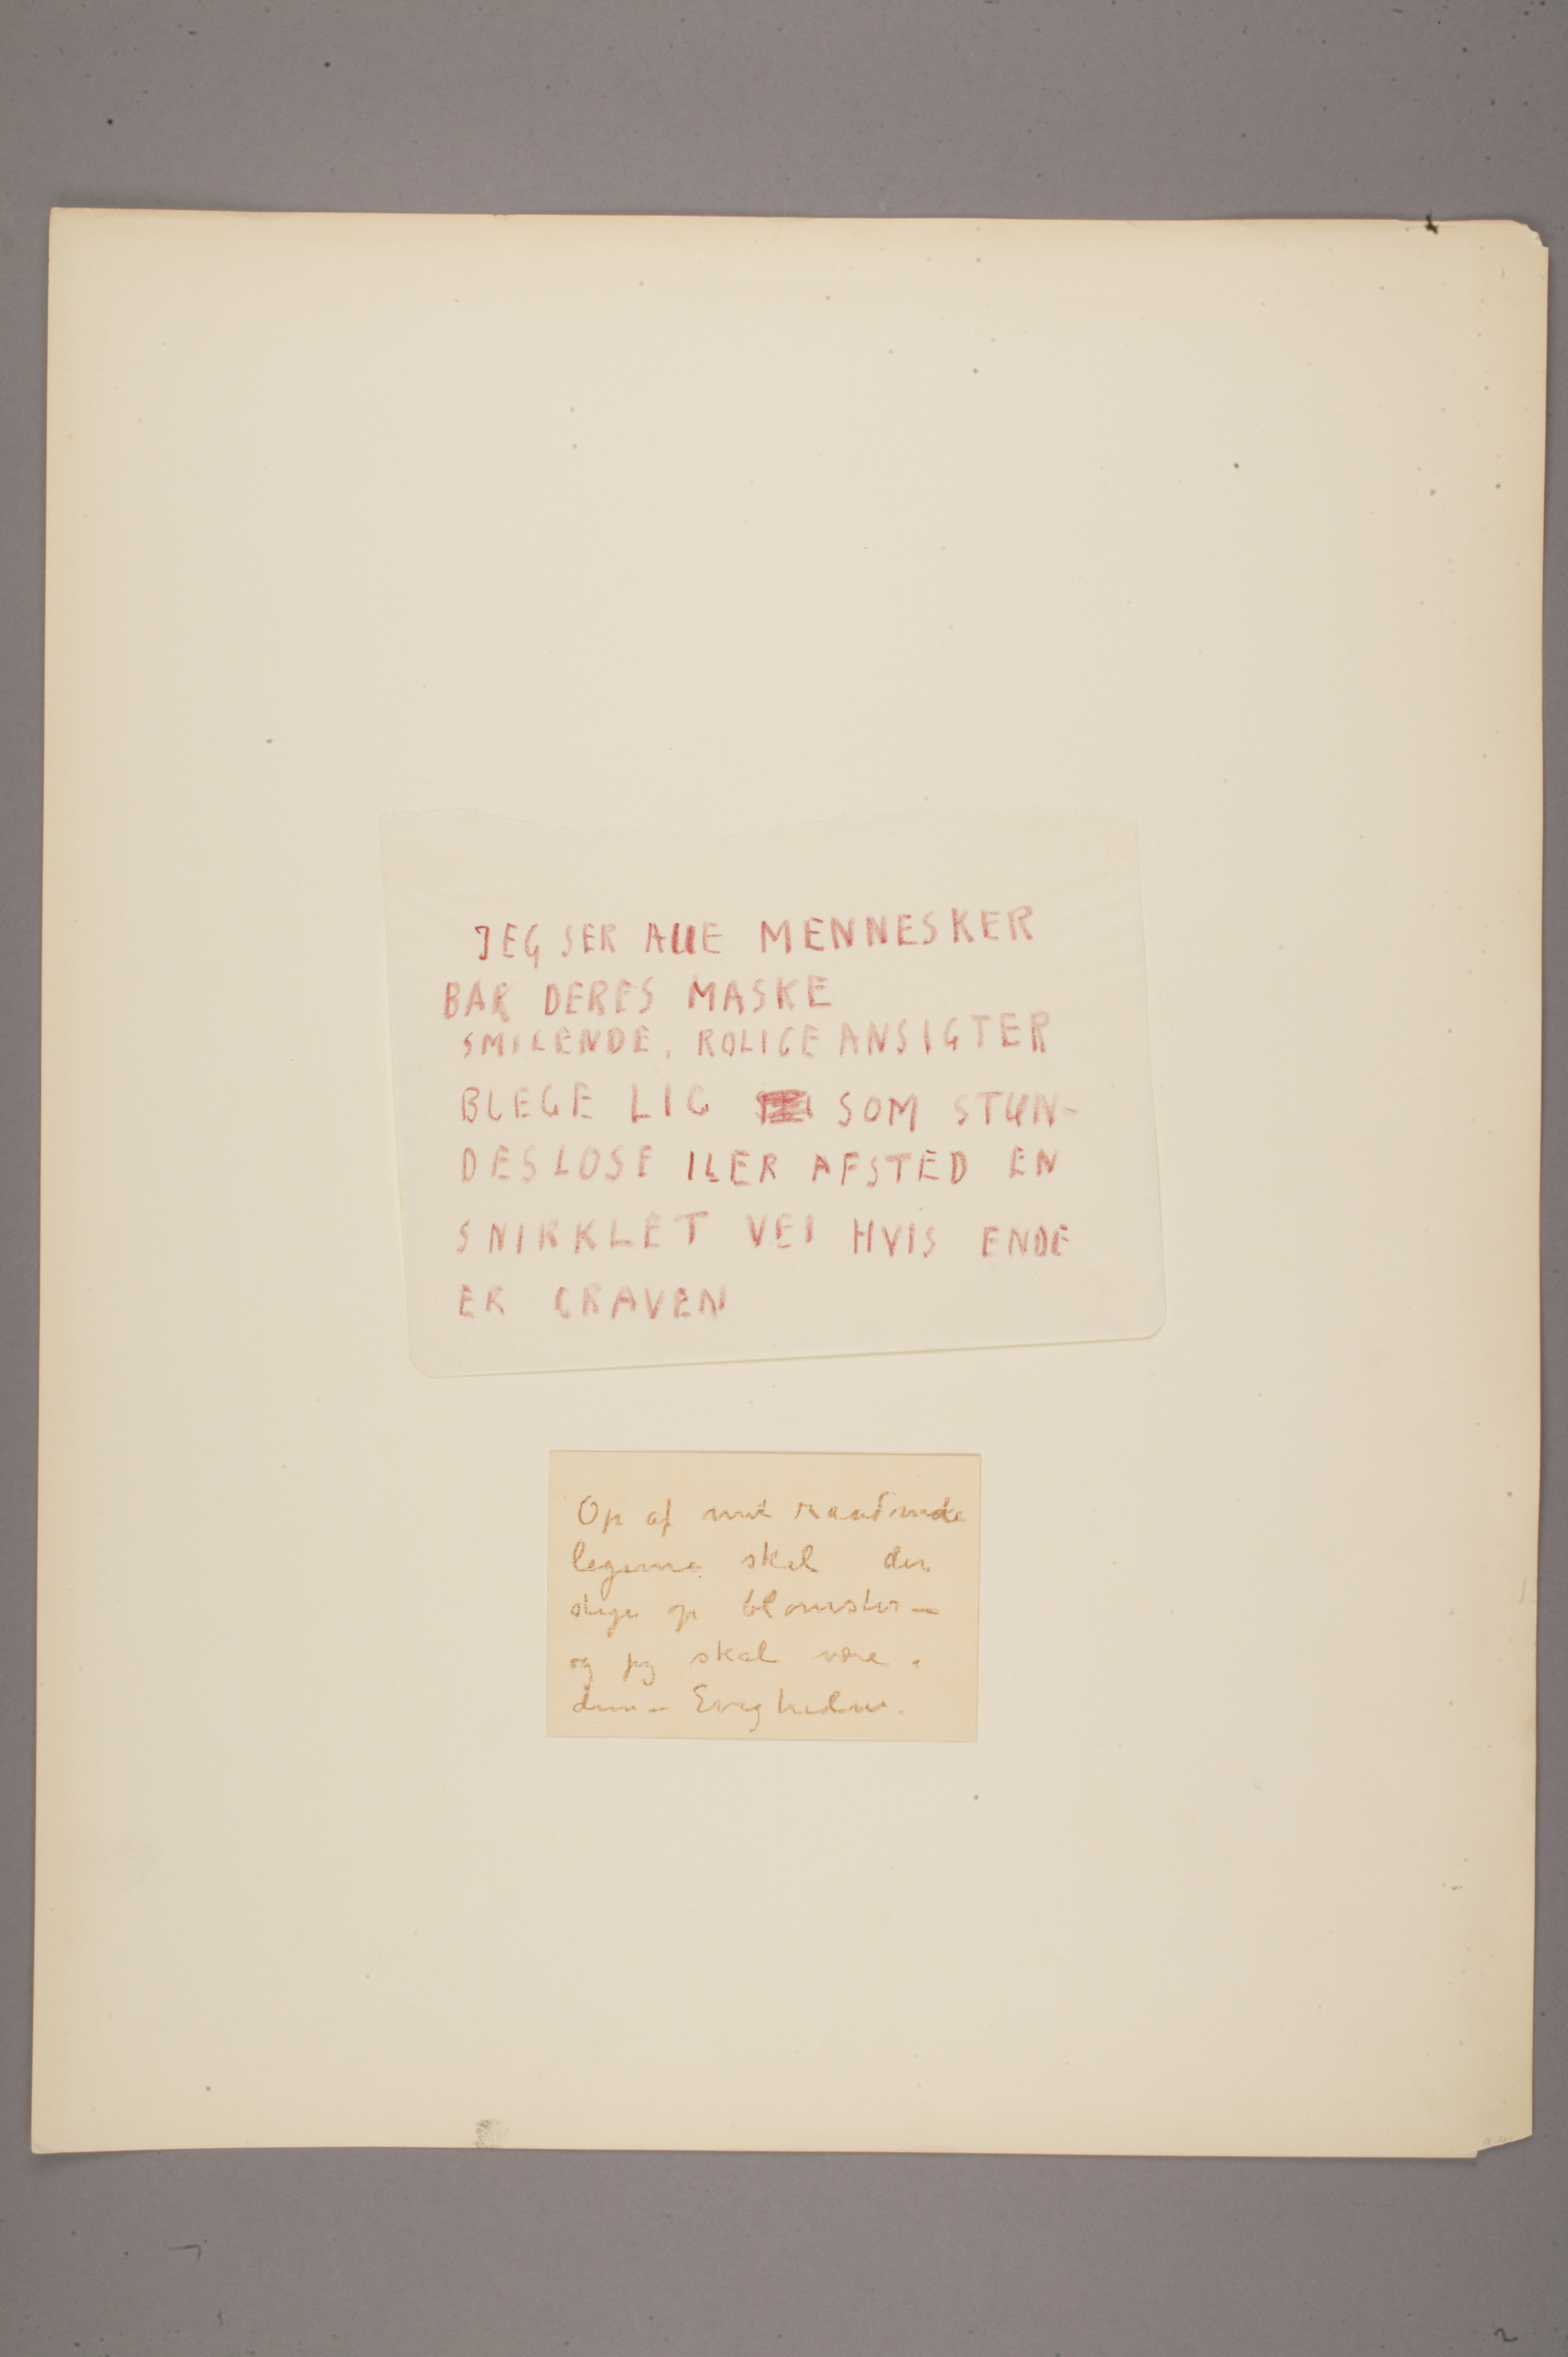 JEG SER ALLE MENNESKER
BAK DERES MASKE
SMILENDE, ROLIGE ANSIGTER
BLEGE LIG SOM STUN-
DESLOSE ILER AFSTED EN
SNIRKLET VEI HVIS ENDE
ER GRAVEN
Op af mit raadnende
legeme skal der
stige op blomster –
og jeg skal være i
dem – Evigheden.